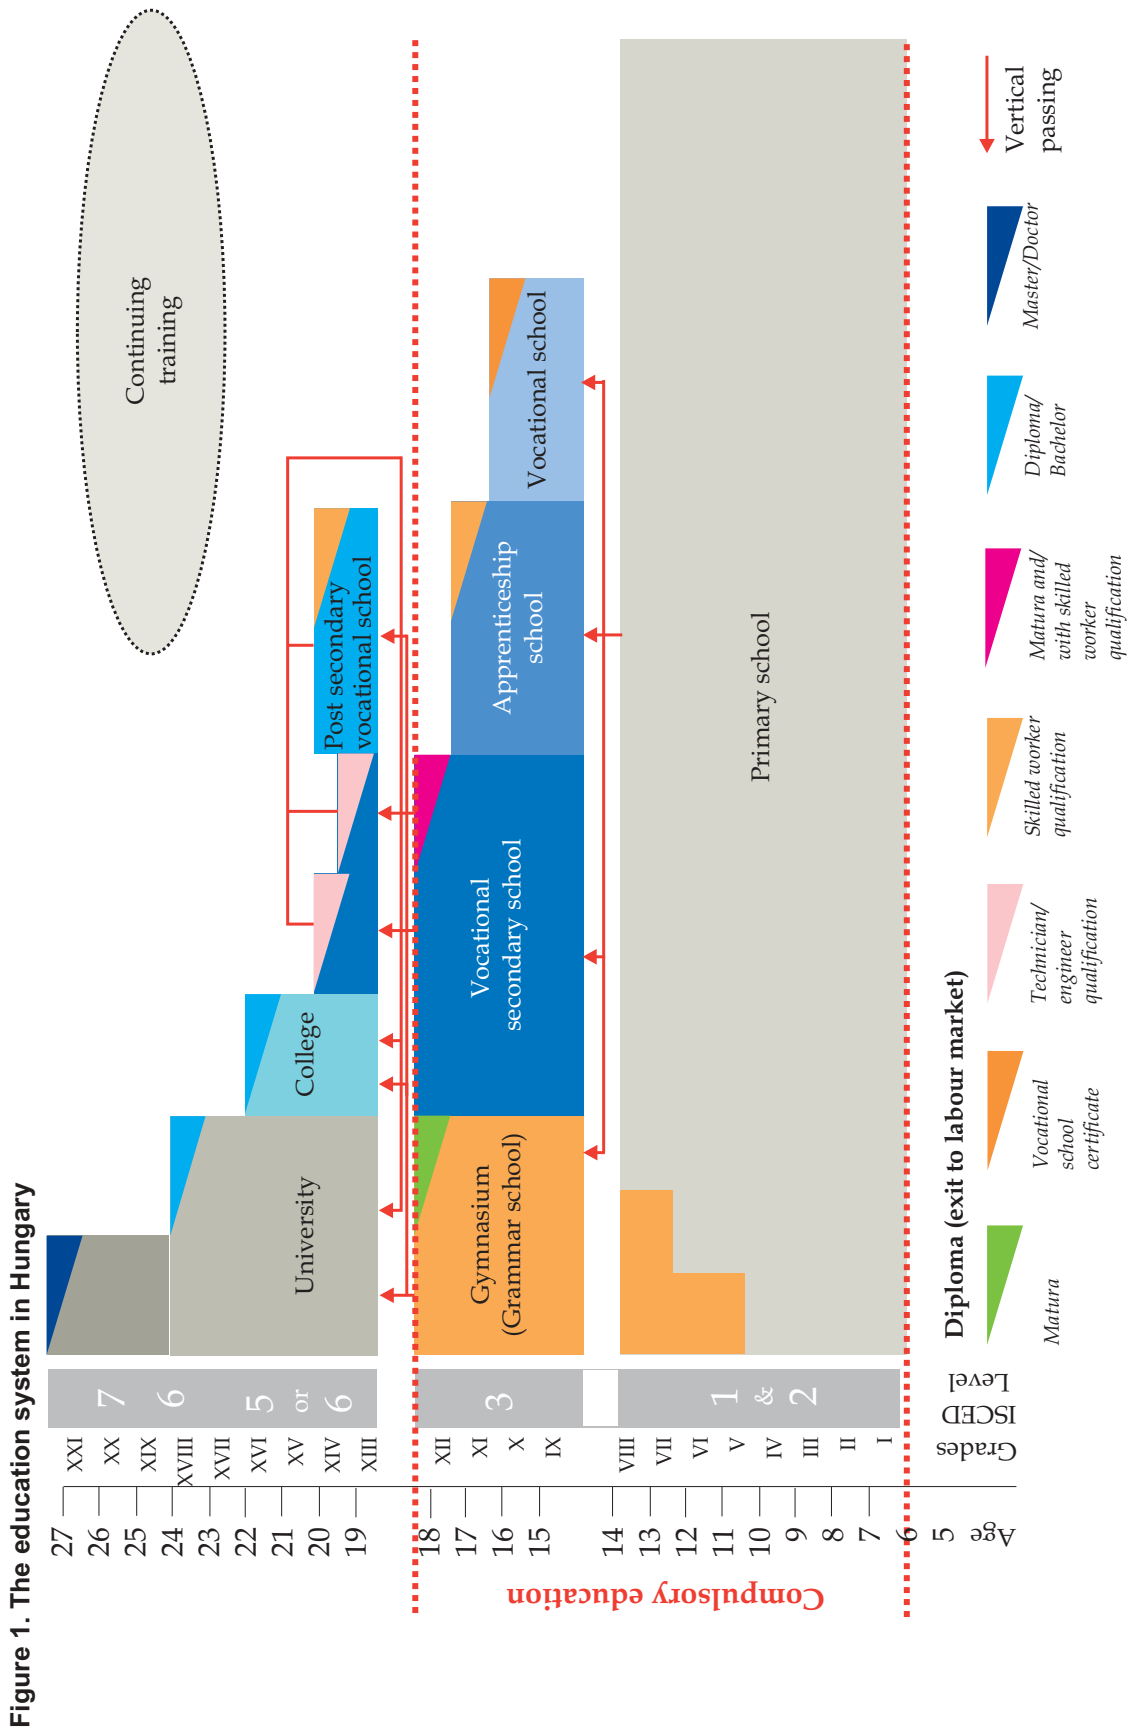 Figure 1. The education system in Hungary
Continuing
training
27
26
25
24
23
22
21
20
19
18
17
16
15
14
13
12
11
10
9
8
7
6
5
Age
Compulsory education
XXI
XX
XIX
XVIII
XVII
XVI
XV
XIV
XIII
XII
XI
X
IX
VIII
VII
VI
V
IV
III
II
I
Grades
7
6
5
or
6
3
1
&
2
ISCED
Level
University
College
Post secondary
vocational school
Gymnasium
(Grammar school)
Vocational
secondary school
Apprenticeship
school
Vocational school
Primary school
Diploma (exit to labour market)
Matura
Vocational
school
certificate
Technician/
engineer
qualification
Skilled worker
qualification
Matura and/
with skilled
worker
qualification
Diploma/
Bachelor
Master/Doctor
Vertical
passing